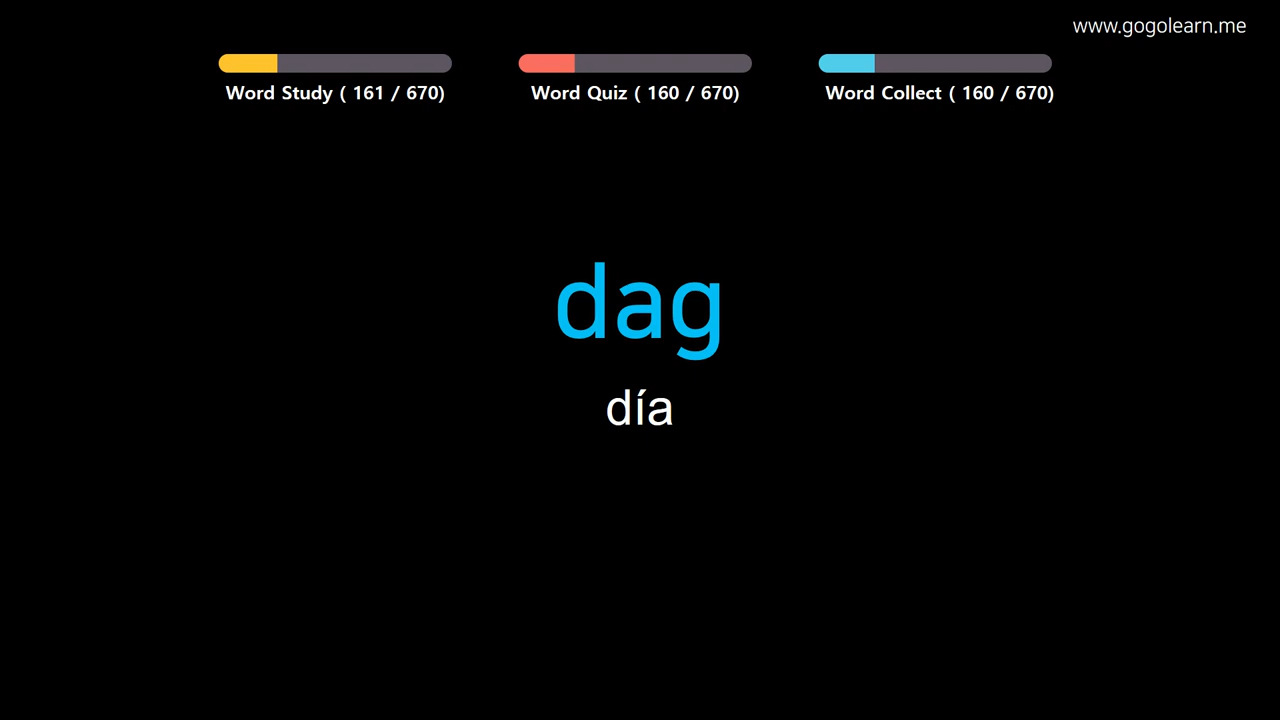 www.gogolearn.me
Word Study ( 161 / 670)
Word Quiz ( 160 / 670)
Word Collect ( 160 / 670)
dag
día